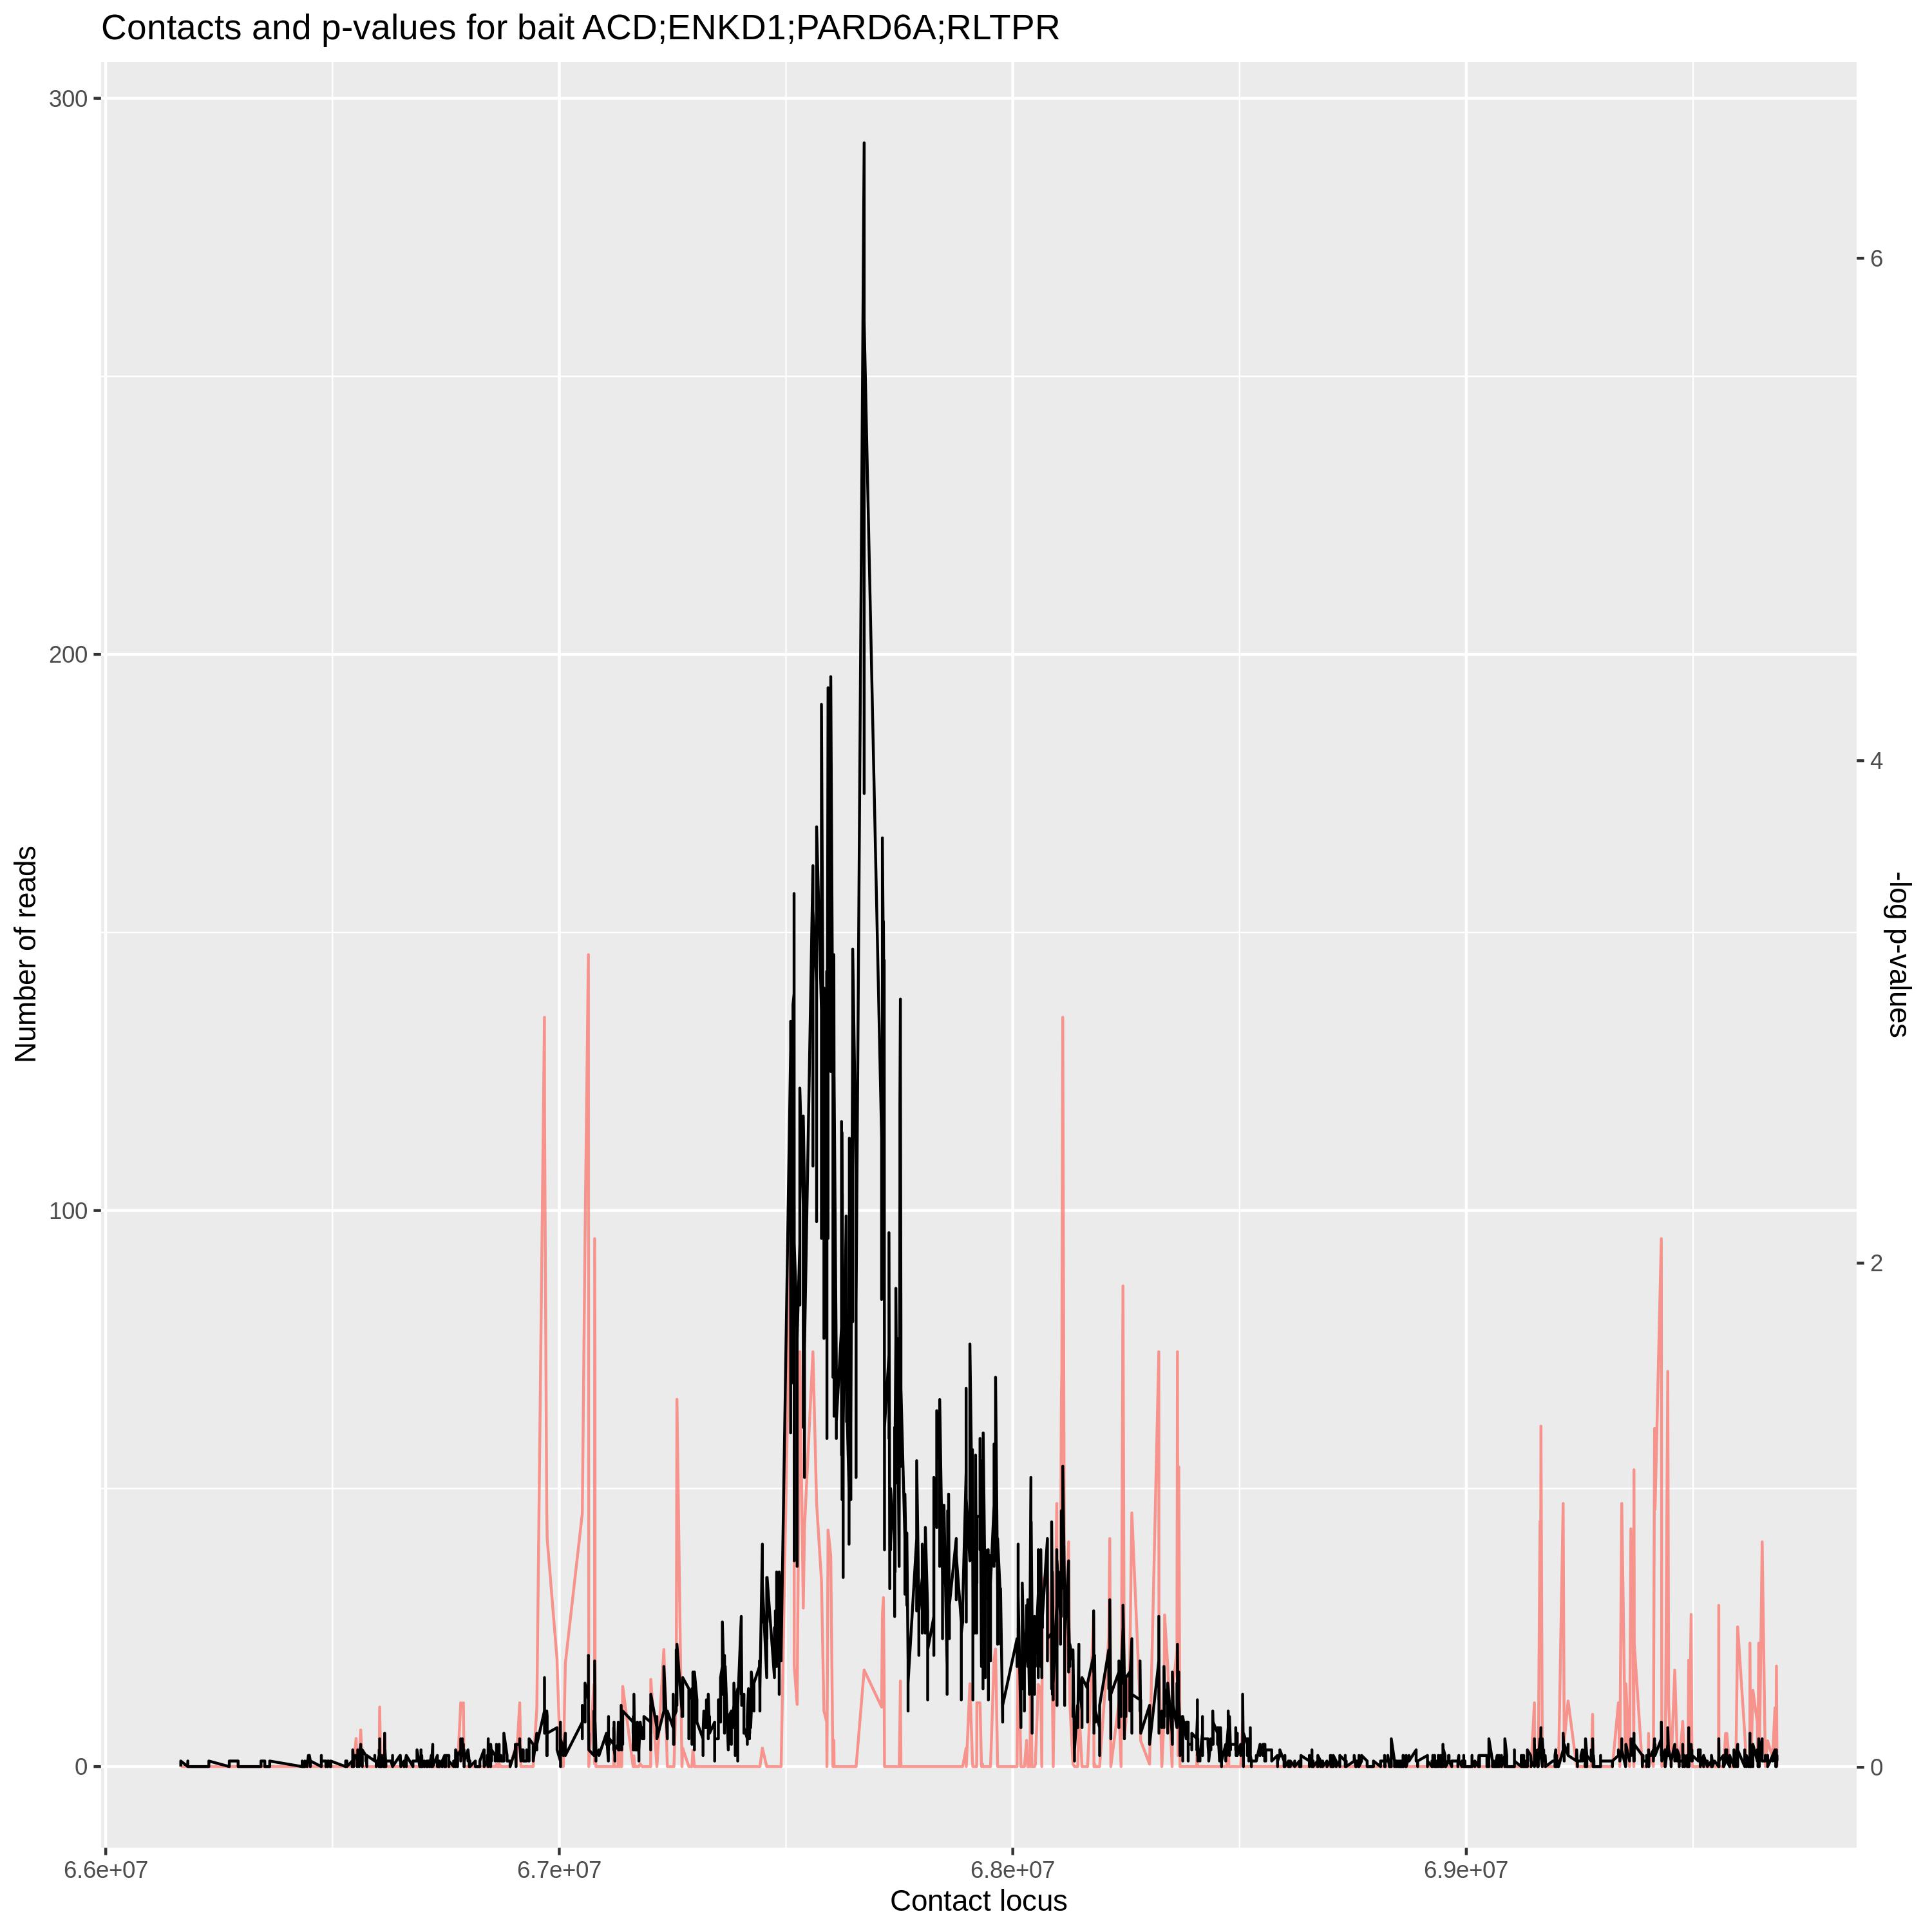 Contacts and p-values for bait ACD;ENKD1;PARD6A;RLTPR
300
200
100
0
Number of reads
6
4
2
0
-log p-values
6.6e+07 6.7e+07 6.8e+07 6.9e+07
Contact locus